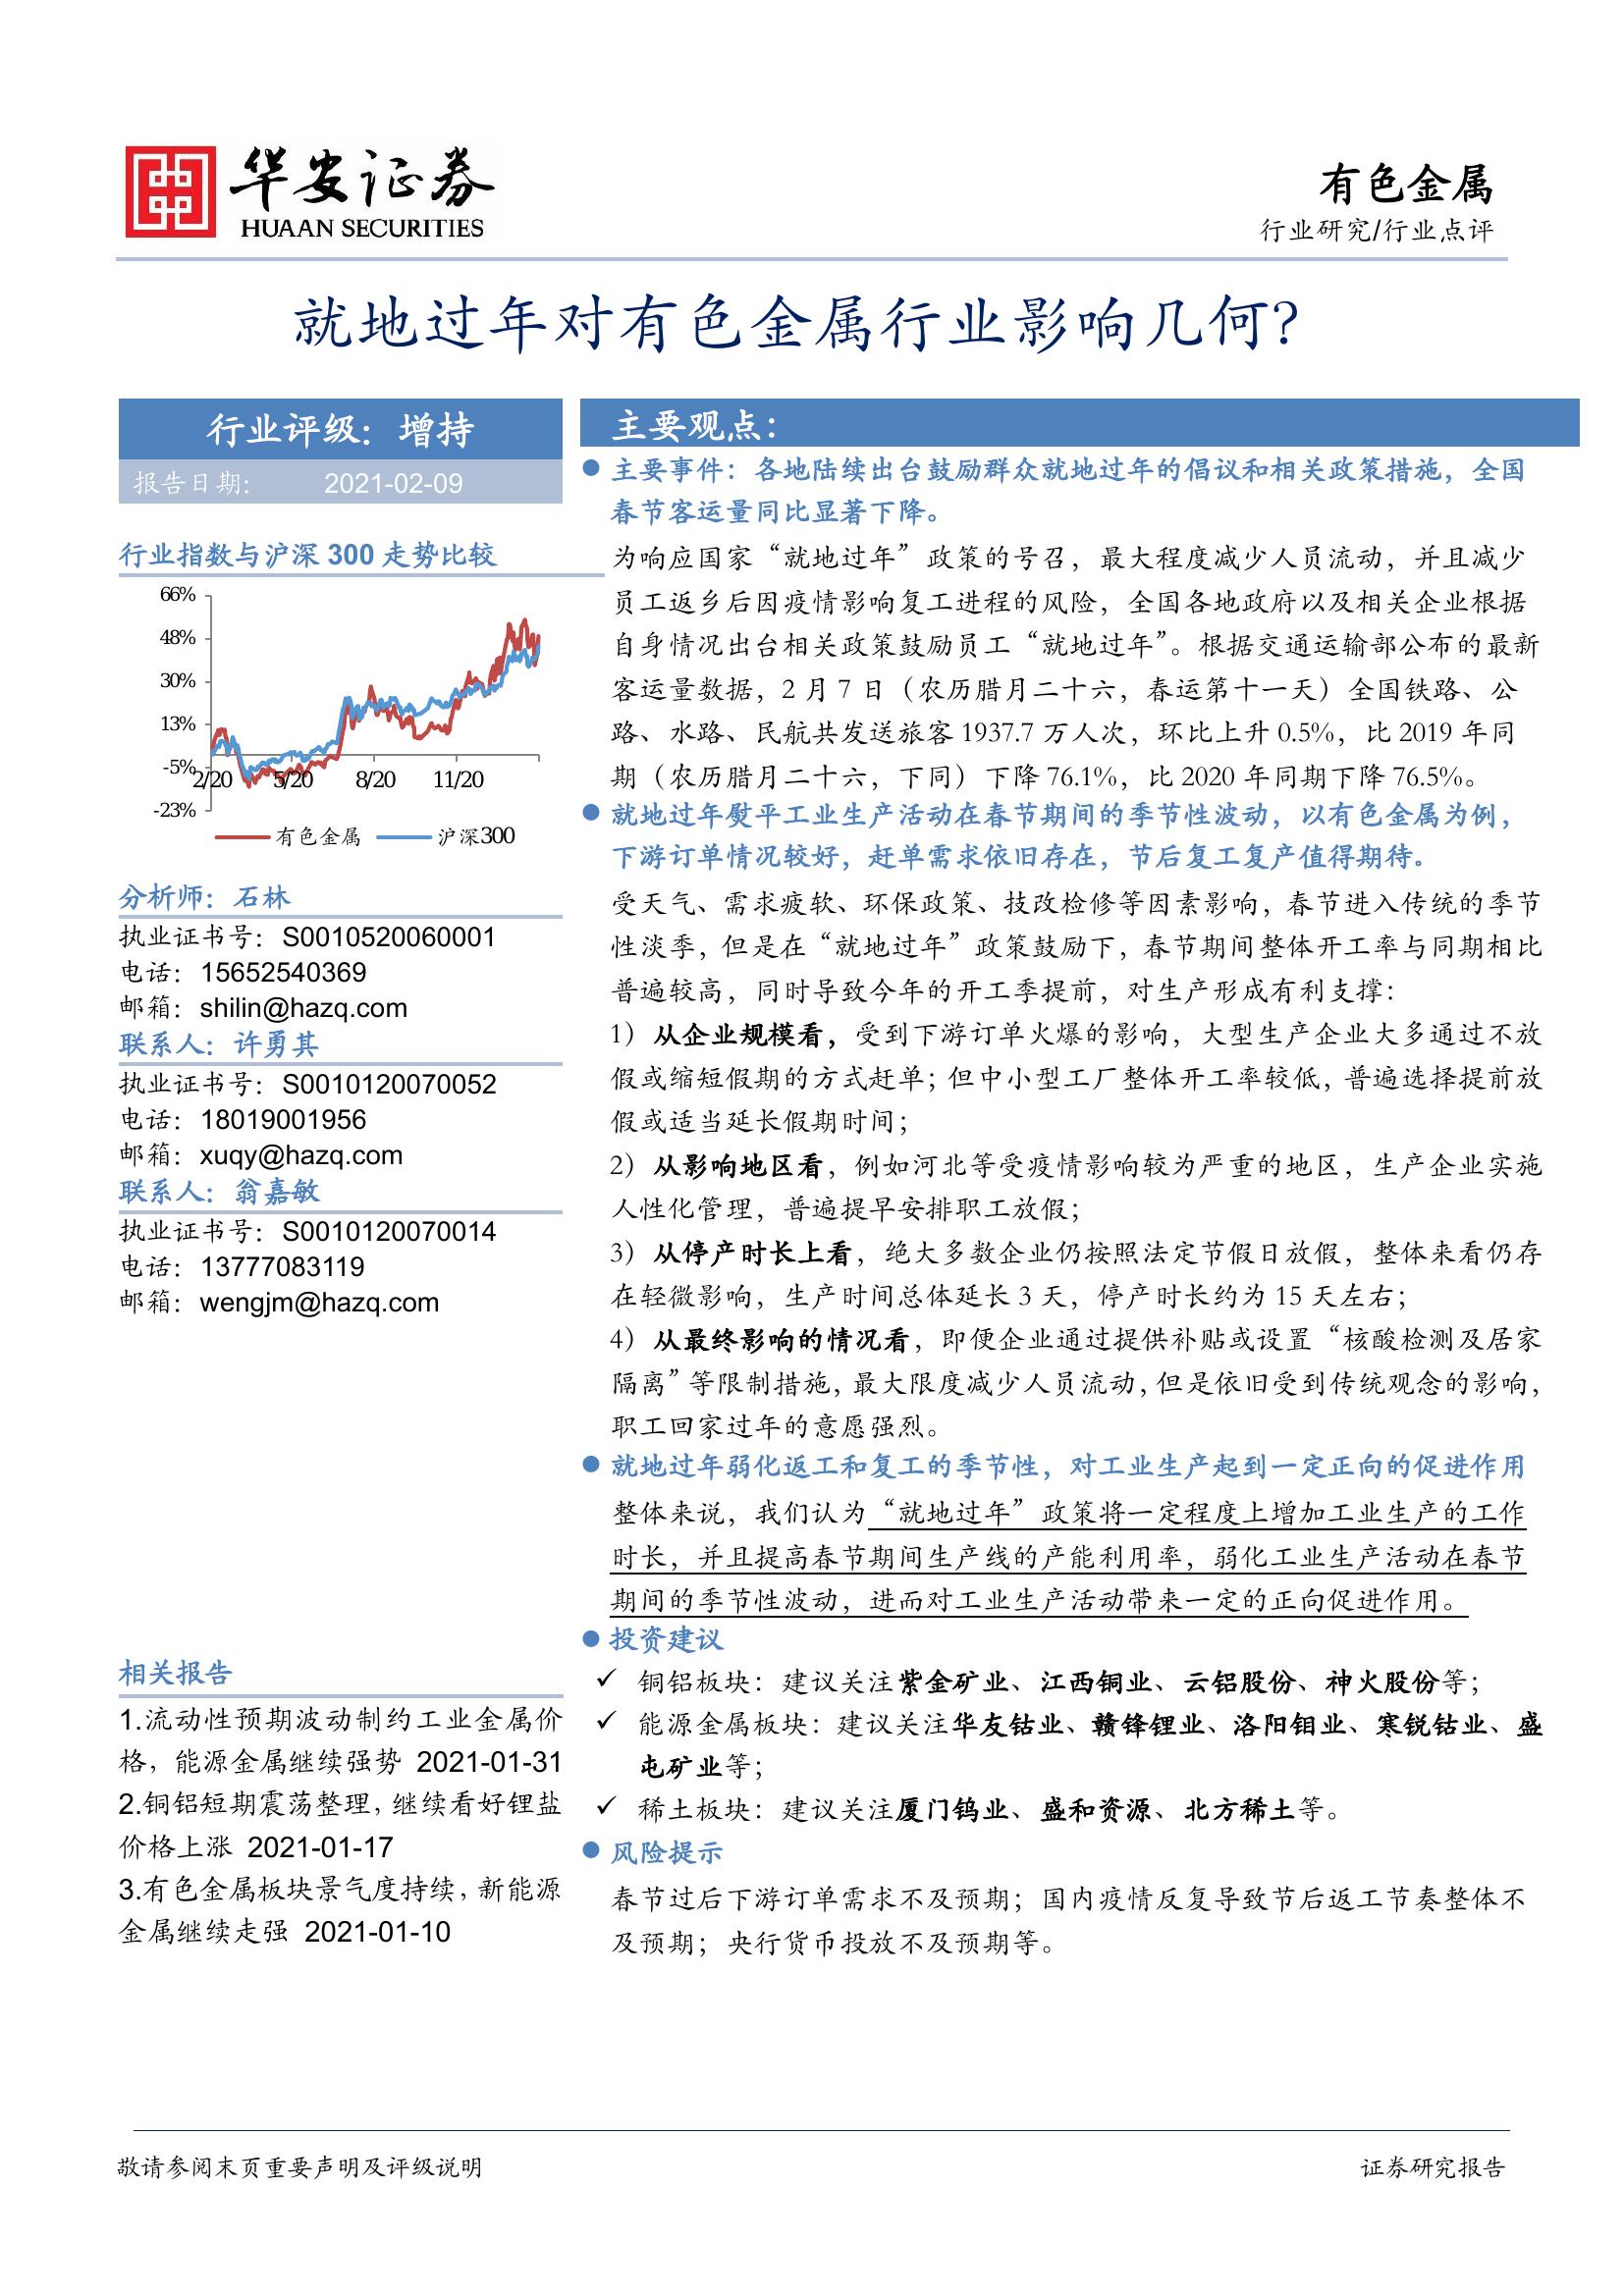 华安证券
HUAAN SECURITIES
有色金属
行业研究/行业点评
就地过年对有色金属行业影响几何？
行业评级：增持
报告日期： 2021-02-09
行业指数与沪深 300 走势比较
66%
48%
30%
13%
-5%
-23%
2/20 5/20 8/20 11/20
有色金属 沪深300
分析师：石林
执业证书号：S0010520060001
电话：15652540369
邮箱：shilin@hazq.com
联系人：许勇其
执业证书号：S0010120070052
电话：18019001956
邮箱：xuqy@hazq.com
联系人：翁嘉敏
执业证书号：S0010120070014
电话：13777083119
邮箱：wengjm@hazq.com
相关报告
1.流动性预期波动制约工业金属价
格，能源金属继续强势 2021-01-31
2.铜铝短期震荡整理，继续看好锂盐
价格上涨 2021-01-17
3.有色金属板块景气度持续，新能源
金属继续走强 2021-01-10
主要观点：
主要事件：各地陆续出台鼓励群众就地过年的倡议和相关政策措施，全国
春节客运量同比显著下降。
为响应国家“就地过年”政策的号召，最大程度减少人员流动，并且减少
员工返乡后因疫情影响复工进程的风险，全国各地政府以及相关企业根据
自身情况出台相关政策鼓励员工“就地过年”。根据交通运输部公布的最新
客运量数据，2 月 7 日（农历腊月二十六，春运第十一天）全国铁路、公
路、水路、民航共发送旅客 1937.7 万人次，环比上升 0.5%，比 2019 年同
期（农历腊月二十六，下同）下降 76.1%，比 2020 年同期下降 76.5%。
就地过年熨平工业生产活动在春节期间的季节性波动，以有色金属为例，
下游订单情况较好，赶单需求依旧存在，节后复工复产值得期待。
受天气、需求疲软、环保政策、技改检修等因素影响，春节进入传统的季节
性淡季，但是在“就地过年”政策鼓励下，春节期间整体开工率与同期相比
普遍较高，同时导致今年的开工季提前，对生产形成有利支撑：
1）从企业规模看，受到下游订单火爆的影响，大型生产企业大多通过不放
假或缩短假期的方式赶单；但中小型工厂整体开工率较低，普遍选择提前放
假或适当延长假期时间；
2）从影响地区看，例如河北等受疫情影响较为严重的地区，生产企业实施
人性化管理，普遍提早安排职工放假；
3）从停产时长上看，绝大多数企业仍按照法定节假日放假，整体来看仍存
在轻微影响，生产时间总体延长 3 天，停产时长约为 15 天左右；
4）从最终影响的情况看，即便企业通过提供补贴或设置“核酸检测及居家
隔离”等限制措施，最大限度减少人员流动，但是依旧受到传统观念的影响，
职工回家过年的意愿强烈。
就地过年弱化返工和复工的季节性，对工业生产起到一定正向的促进作用
整体来说，我们认为“就地过年”政策将一定程度上增加工业生产的工作
时长，并且提高春节期间生产线的产能利用率，弱化工业生产活动在春节
期间的季节性波动，进而对工业生产活动带来一定的正向促进作用。
投资建议
铜铝板块：建议关注紫金矿业、江西铜业、云铝股份、神火股份等；
能源金属板块：建议关注华友钴业、赣锋锂业、洛阳钼业、寒锐钴业、盛
屯矿业等；
稀土板块：建议关注厦门钨业、盛和资源、北方稀土等。
风险提示
春节过后下游订单需求不及预期；国内疫情反复导致节后返工节奏整体不
及预期；央行货币投放不及预期等。
敬请参阅末页重要声明及评级说明
证券研究报告